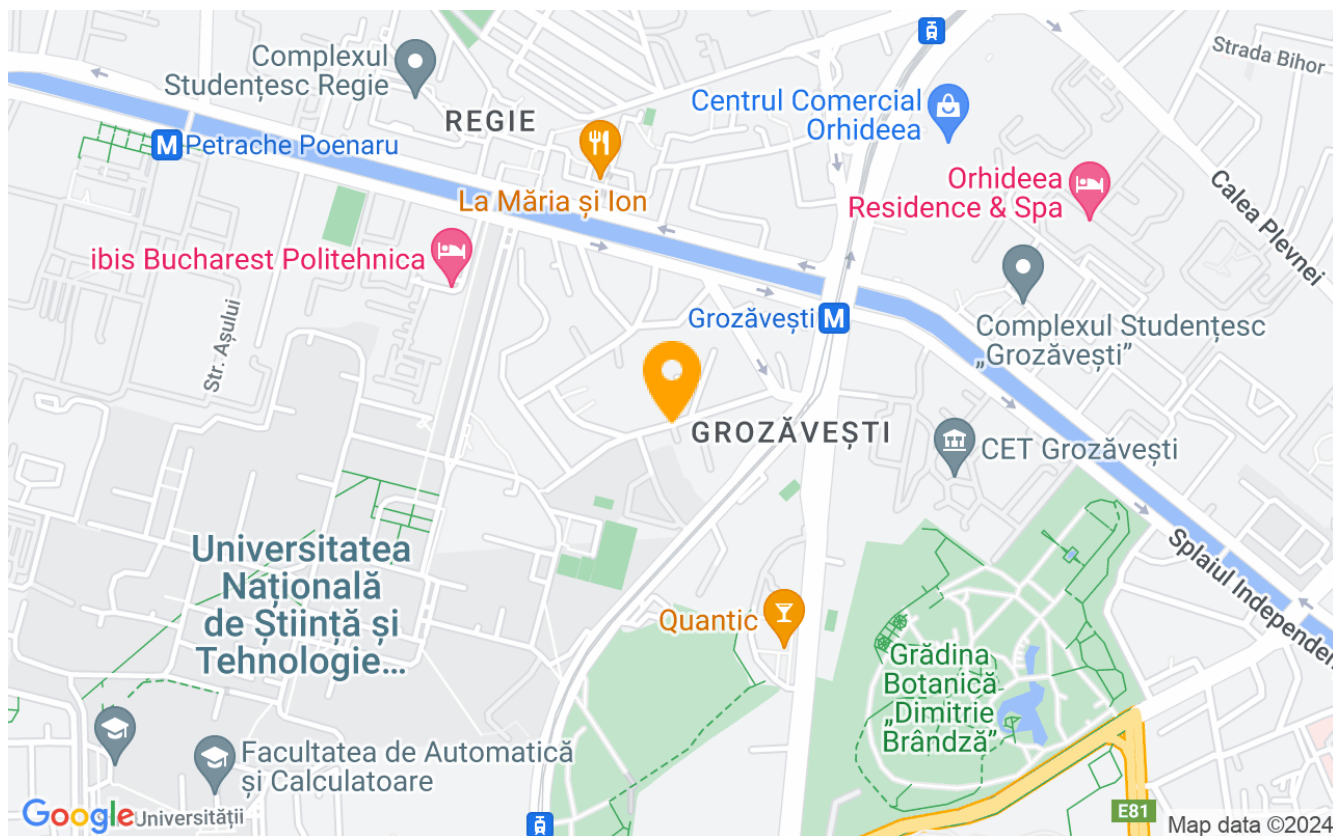 Complexul
Studențesc Regie
REGIE
Strada Bihor
Centrul Comercial
Orhideea
M Petrache Poenaru
La Măria și Ion
Orhideea
Residence & Spa
Calea Plevnei
ibis Bucharest Politehnica
Str. Așului
Grozăvești M
Complexul Studențesc
„Grozăvești”
GROZĂVEȘTI
CET Grozăvești
Universitatea
Națională
de Știință și
Tehnologie...
Splaiul Independen
Quantic
Grădina
Botanică
„Dimitrie
Brândză”
Facultatea de Automatică
și Calculatoare
Google
Universității
E81
Map data ©2024